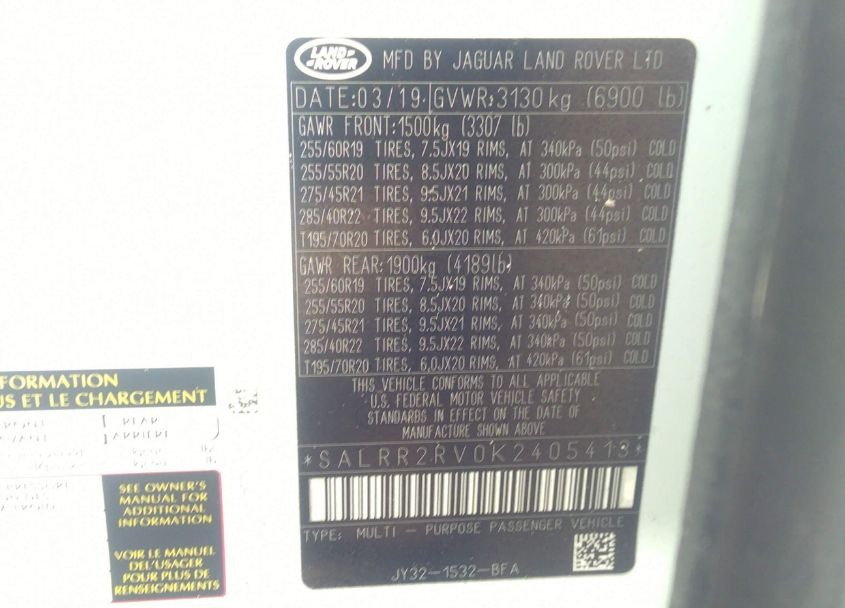 LAND ROVER MFD BY JAGUAR LAND ROVER LTD
DATE:03/19 GVWR:3130kg (6900 lb)
GAWR FRONT:1500kg (3307 lb)
255/60R19 TIRES, 7.5JX19 RIMS, AT 340kPa (50psi) COLD
255/55R20 TIRES, 8.5JX20 RIMS, AT 300kPa (44psi) COLD
275/45R21 TIRES, 9.5JX21 RIMS, AT 300kPa (44psi) COLD
285/40R22 TIRES, 9.5JX22 RIMS, AT 300kPa (44psi) COLD
T195/70R20 TIRES, 6.0JX20 RIMS, AT 420kPa (61psi) COLD
GAWR REAR:1900kg (4189lb)
255/60R19 TIRES, 7.5JX19 RIMS, AT 340kPa (50psi) COLD
255/55R20 TIRES, 8.5JX20 RIMS, AT 340kPa (50psi) COLD
275/45R21 TIRES, 9.5JX21 RIMS, AT 340kPa (50psi) COLD
285/40R22 TIRES, 9.5JX22 RIMS, AT 340kPa (50psi) COLD
T195/70R20 TIRES, 6.0JX20 RIMS, AT 420kPa (61psi) COLD
THIS VEHICLE CONFORMS TO ALL APPLICABLE
U.S. FEDERAL MOTOR VEHICLE SAFETY
STANDARDS IN EFFECT ON THE DATE OF
MANUFACTURE SHOWN ABOVE
*SALRR2RV0K2405413*
TYPE: MULTI - PURPOSE PASSENGER VEHICLE
JY32-1532-BFA
FORMATION
US ET LE CHARGEMENT
REAR
ARRIERE
SEE OWNER'S
MANUAL FOR
ADDITIONAL
INFORMATION
VOIR LE MANUEL
DEL'USAGER
POUR PLUS DE
RENSEIGNEMENTS